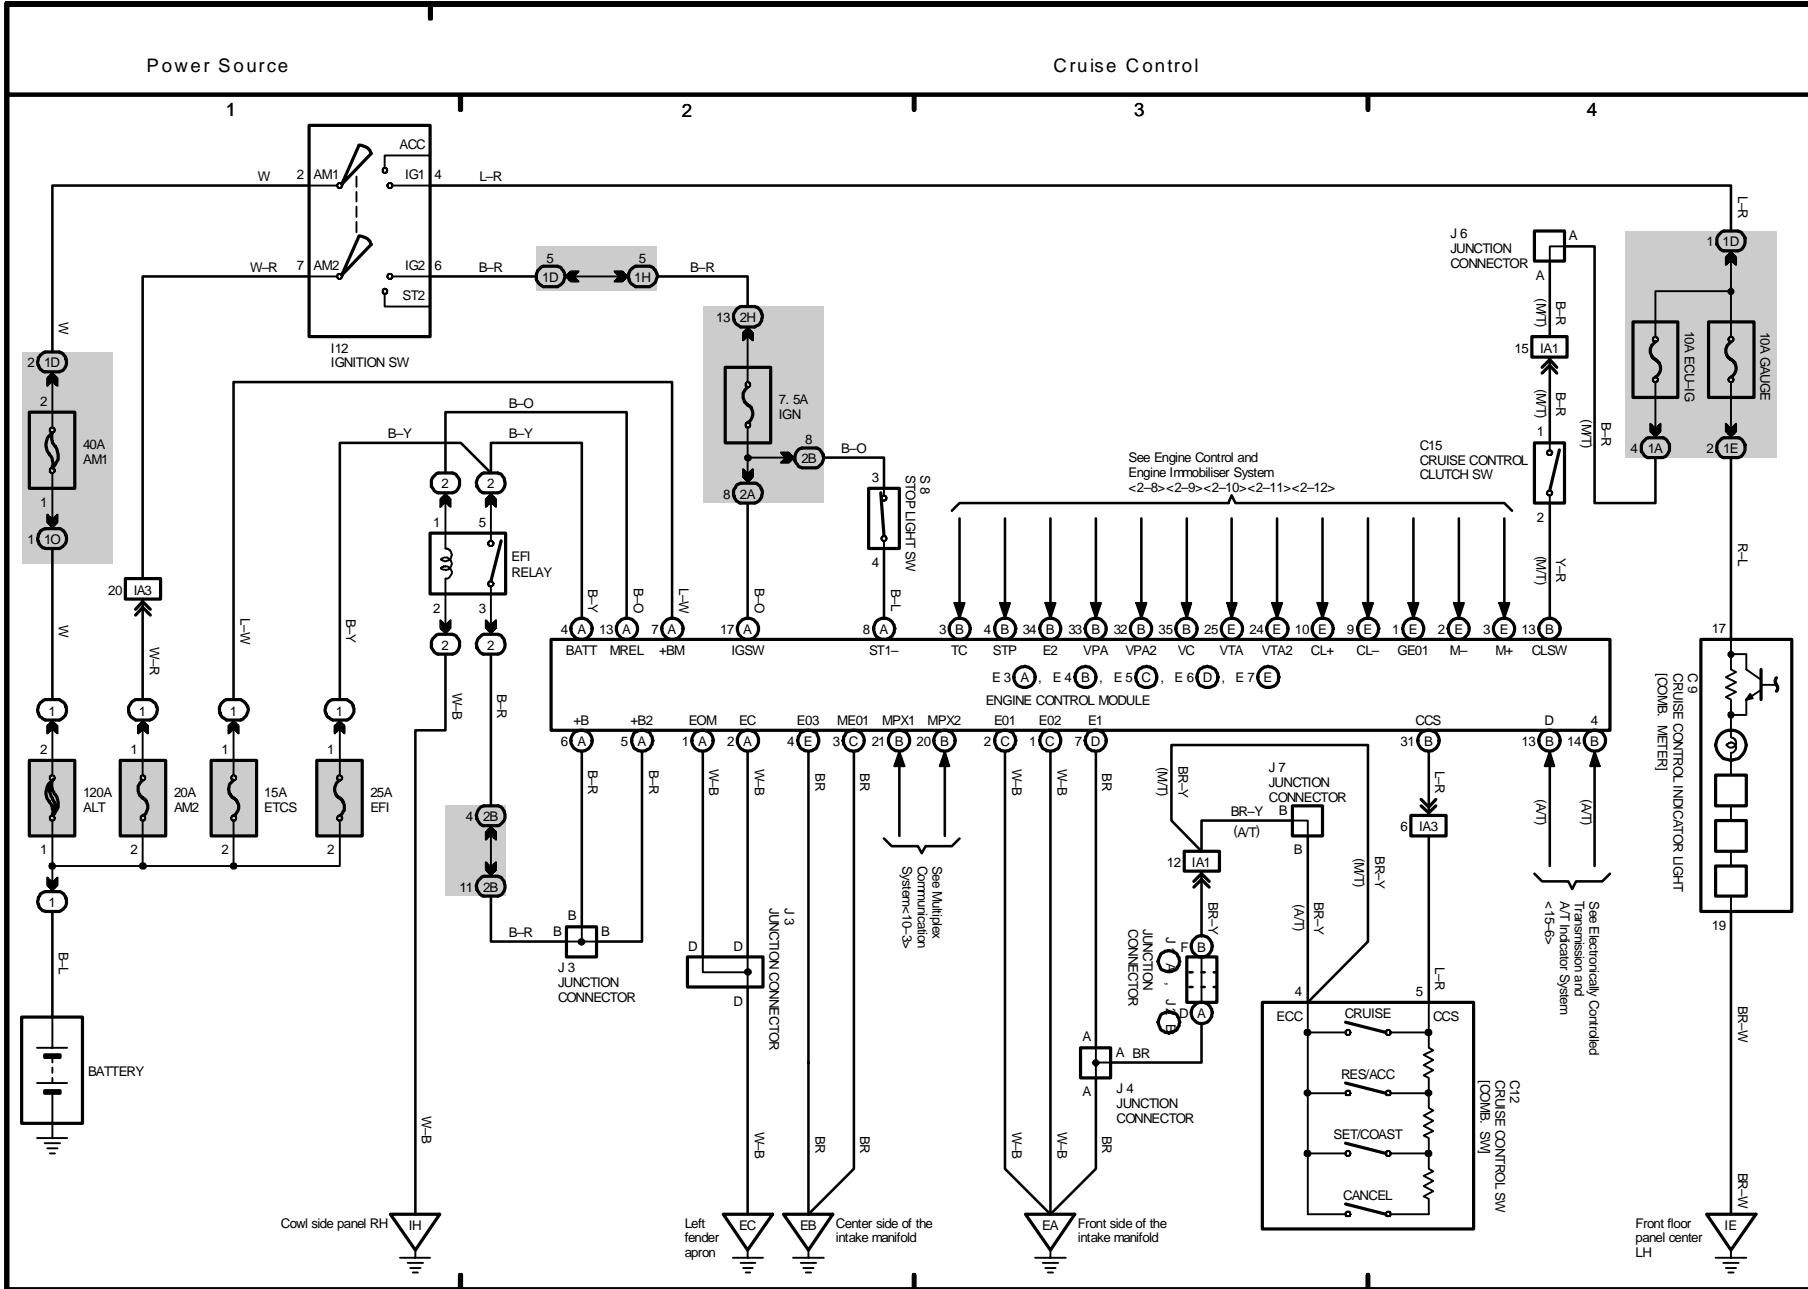 Power Source
Cruise Control
1
2
3
4
ACC
W
2
AM1
IG1
4
L–R
W–R
7
AM2
IG2
6
B–R
ST2
I12
IGNITION SW
5
1D
5
1H
B–R
13
2H
7. 5A
IGN
8
2B
B–O
8
2A
3
S 8
STOP LIGHT SW
4
B–L
B–O
W
2
1D
2
40A
AM1
1
1
1O
W
20
IA3
W–R
L–W
B–Y
B–Y
B–O
B–Y
2
2
1
5
EFI
RELAY
2
3
2
2
W–B
B–R
B–Y
B–O
L–W
1
1
1
1
2
1
1
1
120A
ALT
20A
AM2
15A
ETCS
25A
EFI
1
2
2
2
1
B–L
BATTERY
See Engine Control and
Engine Immobiliser System
<2–8><2–9><2–10><2–11><2–12>
J 6
JUNCTION
CONNECTOR
A
A
B–R
(M/T)
15
IA1
B–R
(M/T)
1
C15
CRUISE CONTROL
CLUTCH SW
2
Y–R
(M/T)
B–R
(M/T)
L–R
1
1D
10A ECU–IG
10A GAUGE
4
1A
2
1E
R–L
4
A
13
A
7
A
17
A
8
A
3
B
4
B
34
B
33
B
32
B
35
B
25
E
24
E
10
E
9
E
1
E
2
E
3
E
13
B
BATT
MREL
+BM
IGSW
ST1–
TC
STP
E2
VPA
VPA2
VC
VTA
VTA2
CL+
CL–
GE01
M–
M+
CLSW
E 3 A , E 4 B , E 5 C , E 6 D , E 7 E
ENGINE CONTROL MODULE
+B
+B2
EOM
EC
E03
ME01
MPX1
MPX2
E01
E02
E1
CCS
D
4
6
A
5
A
1
A
2
A
4
E
3
C
21
B
20
B
2
C
1
C
7
D
31
B
13
B
14
B
B–R
B–R
W–B
W–B
BR
BR
W–B
W–B
BR
4
2B
11
2B
B–R
B
B
B
J 3
JUNCTION
CONNECTOR
D
D
D
J 3
JUNCTION CONNECTOR
See Multiplex
Communication
System<10–3>
BR–Y
(M/T)
J 7
JUNCTION
CONNECTOR
BR–Y
(A/T)
B
B
12
IA1
BR–Y
F
B
J 1 A , J 2 B
JUNCTION
CONNECTOR
D
A
A
A
BR
A
J 4
JUNCTION
CONNECTOR
BR–Y
(A/T)
BR–Y
(M/T)
L–R
6
IA3
L–R
(A/T)
(A/T)
See Electronically Controlled
Transmission and
A/T Indicator System
<15–6>
4
5
ECC
CRUISE
CCS
RES/ACC
SET/COAST
CANCEL
C12
CRUISE CONTROL SW
[COMB. SW]
17
C 9
CRUISE CONTROL INDICATOR LIGHT
[COMB. METER]
19
BR–W
BR–W
W–B
W–B
BR
BR
W–B
W–B
BR
Cowl side panel RH
IH
Left
fender
apron
EC
EB
Center side of the
intake manifold
EA
Front side of the
intake manifold
Front floor
panel center
LH
IE